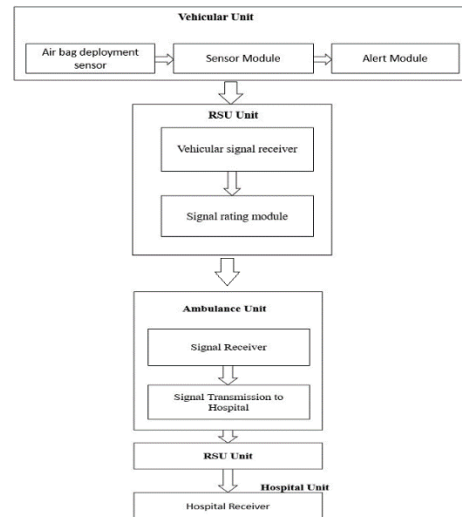 Vehicular Unit
Air bag deployment
sensor
Sensor Module
Alert Module
RSU Unit
Vehicular signal receiver
Signal rating module
Ambulance Unit
Signal Receiver
Signal Transmission to
Hospital
RSU Unit
Hospital Unit
Hospital Receiver